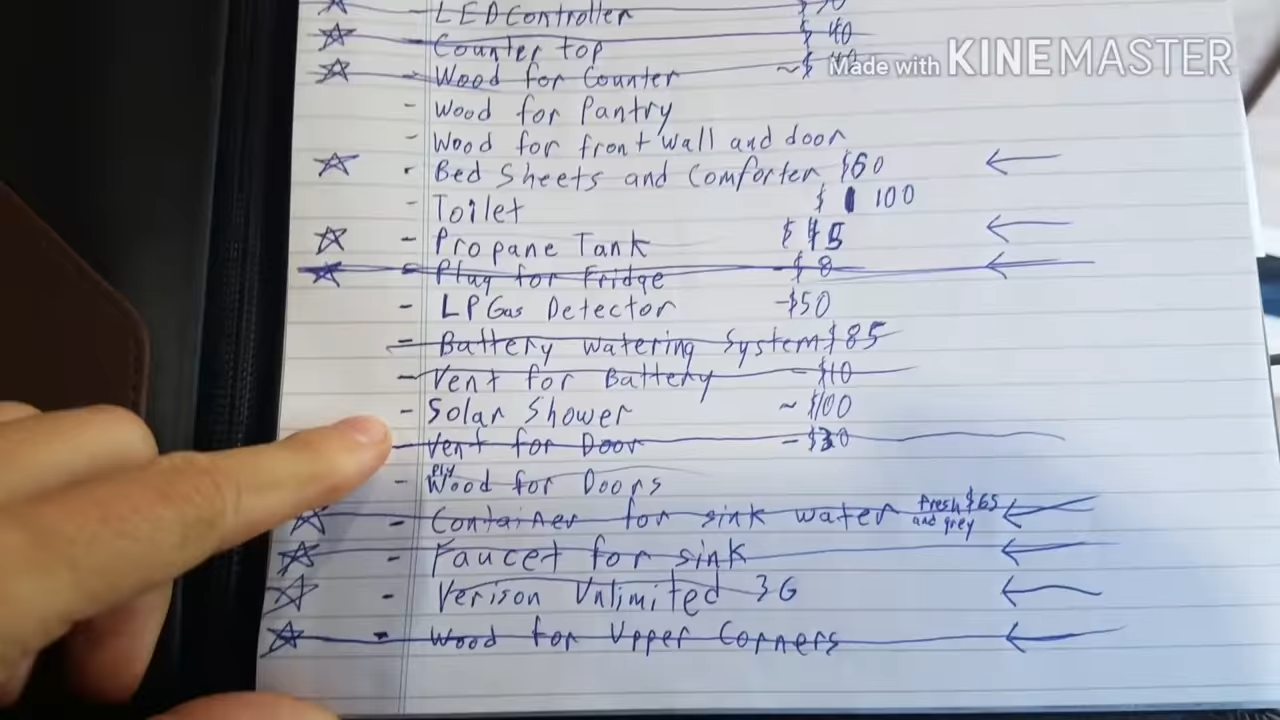 LED Controller
Counter top $40
Made with KINEMASTER
Wood for Counter ~$
- Wood for Pantry
- Wood for front wall and door
- Bed Sheets and Comforter $60
- Toilet $ 100
- Propane Tank $45
- Plug for Fridge -$8
- LP Gas Detector -$50
- Battery watering System $85
- Vent for Battery -$10
- Solar Shower ~$100
- Vent for Door -$30
- Ply Wood for Doors
- Container for sink water fresh and grey $65
- Faucet for sink
- Verison Unlimited 3G
- Wood for Upper Corners